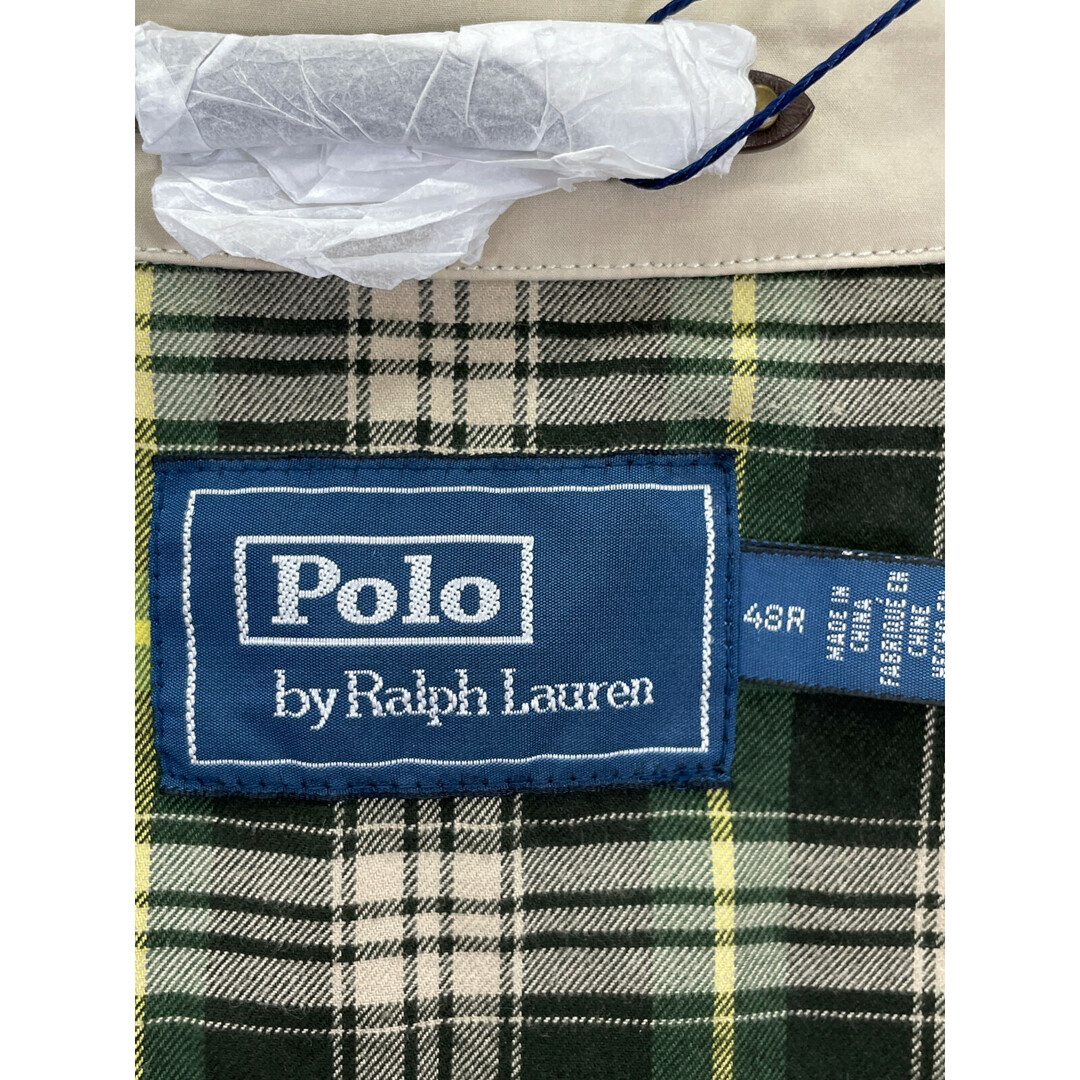 Polo
by Ralph Lauren
48R
MADE IN
CHINA
FABRIQUÉ EN
CHINE